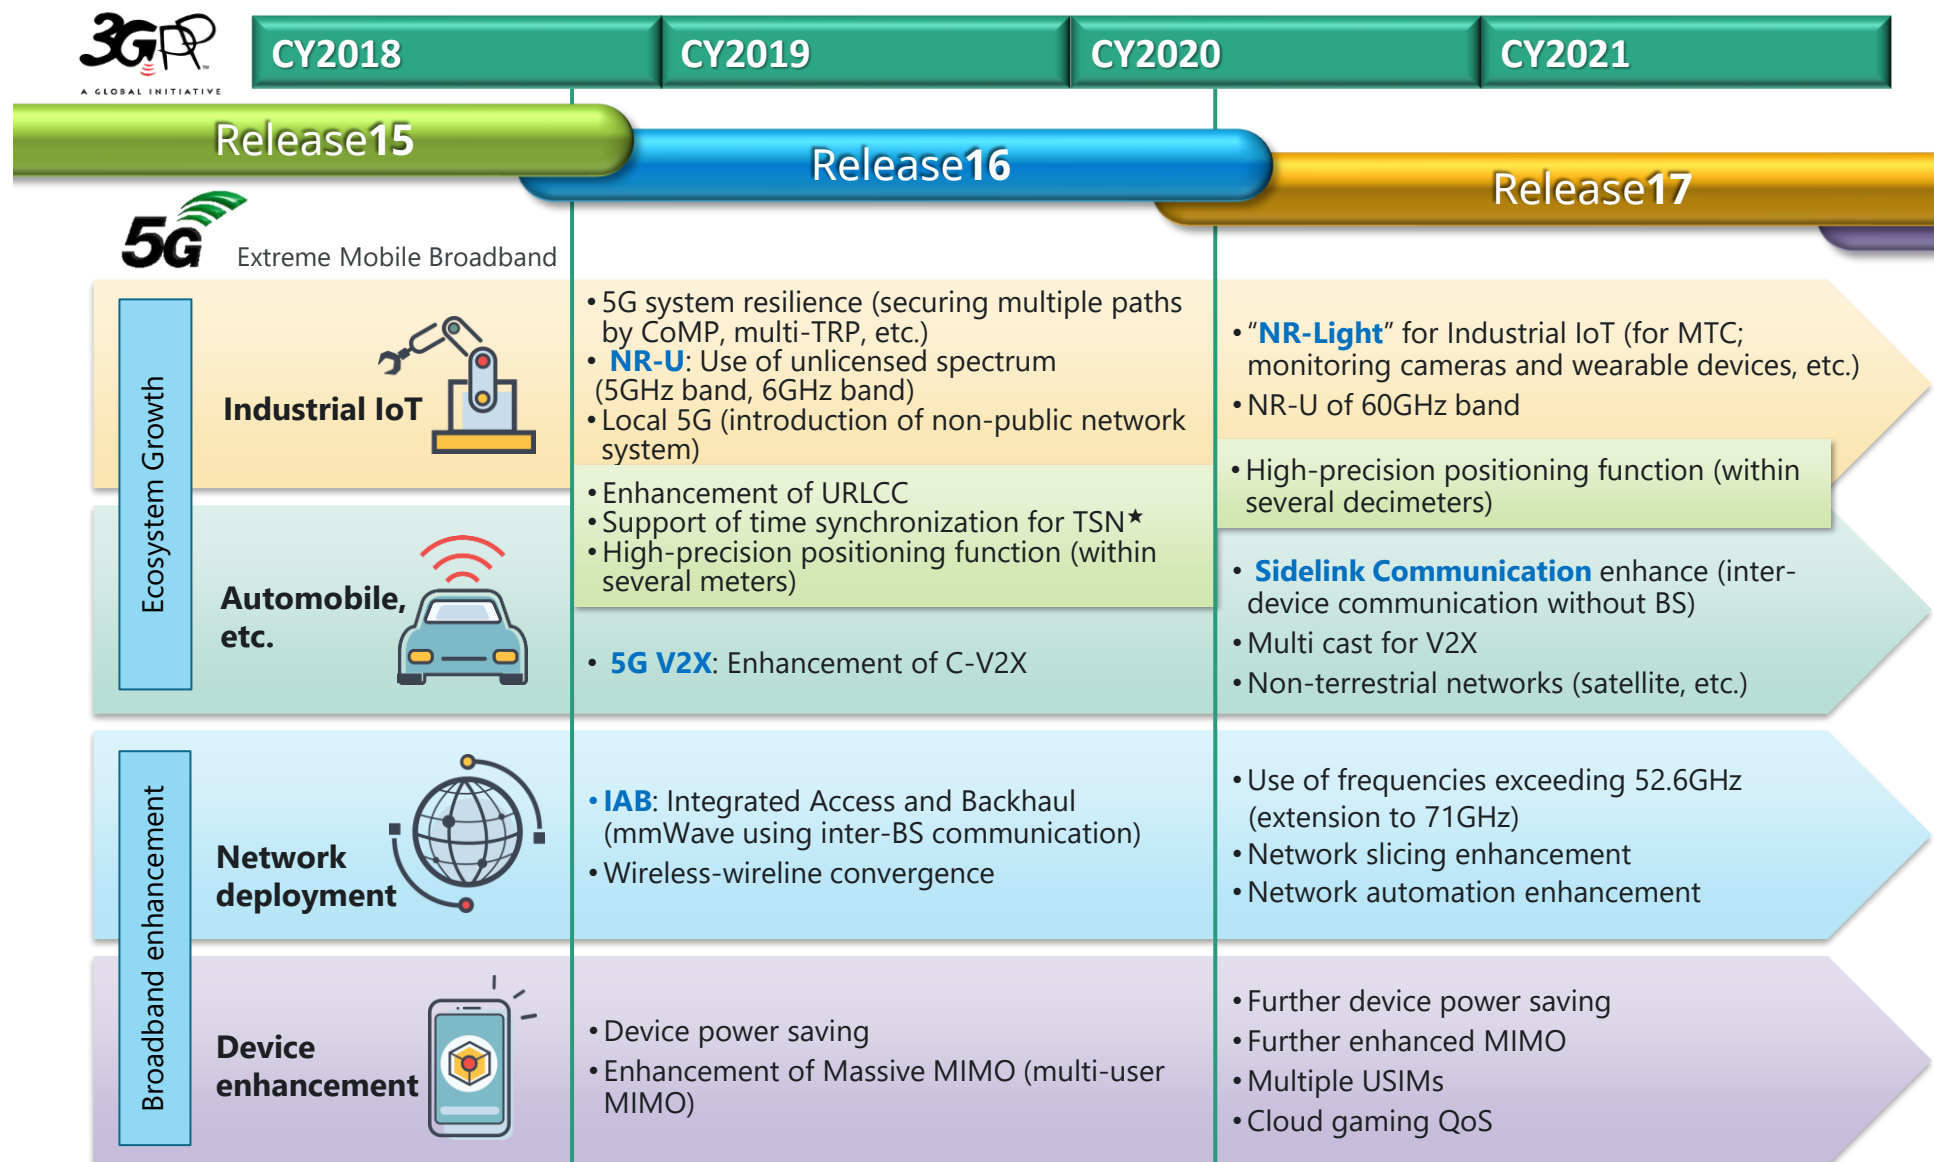 3GPP™
A GLOBAL INITIATIVE
CY2018
CY2019
CY2020
CY2021
Release15
Release16
Release17
5G
Extreme Mobile Broadband
Ecosystem Growth
Industrial IoT
• 5G system resilience (securing multiple paths
by CoMP, multi-TRP, etc.)
• NR-U: Use of unlicensed spectrum
(5GHz band, 6GHz band)
• Local 5G (introduction of non-public network
system)
• “NR-Light” for Industrial IoT (for MTC;
monitoring cameras and wearable devices, etc.)
• NR-U of 60GHz band
• Enhancement of URLCC
• Support of time synchronization for TSN★
• High-precision positioning function (within
several meters)
• High-precision positioning function (within
several decimeters)
Automobile,
etc.
• 5G V2X: Enhancement of C-V2X
• Sidelink Communication enhance (inter-
device communication without BS)
• Multi cast for V2X
• Non-terrestrial networks (satellite, etc.)
Broadband enhancement
Network
deployment
• IAB: Integrated Access and Backhaul
(mmWave using inter-BS communication)
• Wireless-wireline convergence
• Use of frequencies exceeding 52.6GHz
(extension to 71GHz)
• Network slicing enhancement
• Network automation enhancement
Device
enhancement
• Device power saving
• Enhancement of Massive MIMO (multi-user
MIMO)
• Further device power saving
• Further enhanced MIMO
• Multiple USIMs
• Cloud gaming QoS